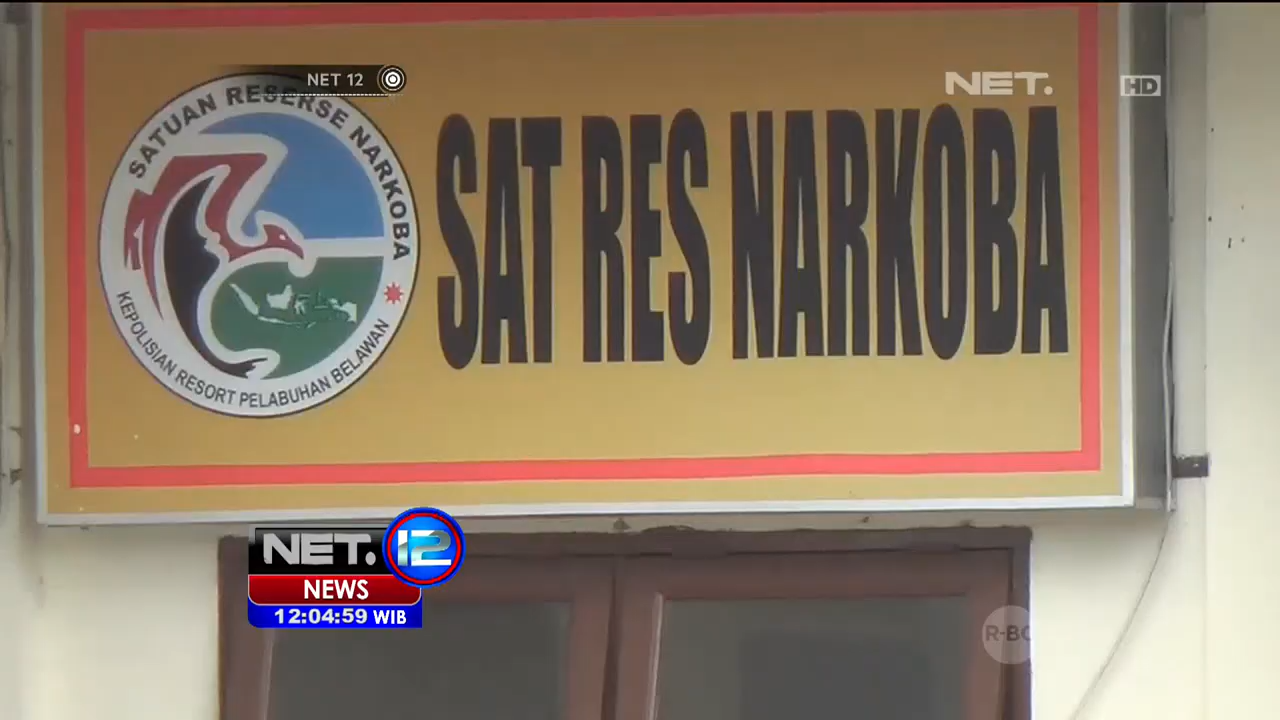 NET 12
NET.
HD
SATUAN RESERSE NARKOBA
KEPOLISIAN RESORT PELABUHAN BELAWAN
SAT RES NARKOBA
NET. 12
NEWS
12:04:59 WIB
R-BO